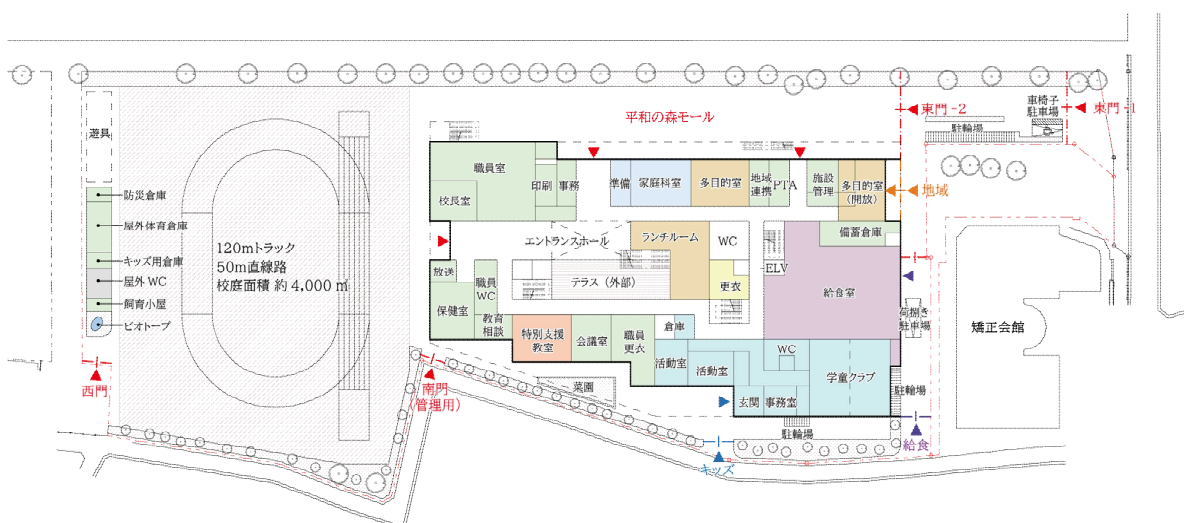 平和の森モール
東門-2
車椅子
駐車場
駐輪場
東門-1
遊具
防災倉庫
屋外体育倉庫
キッズ用倉庫
屋外 WC
飼育小屋
ビオトープ
西門
120mトラック
50m直線路
校庭面積 約 4,000 ㎡
南門
(管理用)
職員室
校長室
印刷
事務
準備
家庭科室
多目的室
地域
連携
PTA
施設
管理
多目的室
(開放)
地域
備蓄倉庫
エントランスホール
ランチルーム
WC
ELV
テラス (外部)
更衣
給食室
放送
職員
WC
保健室
教育
相談
特別支援
教室
会議室
職員
更衣
倉庫
活動室
活動室
WC
学童クラブ
玄関
事務室
菜園
荷捌き
駐車場
矯正会館
駐輪場
駐輪場
給食
キッズ